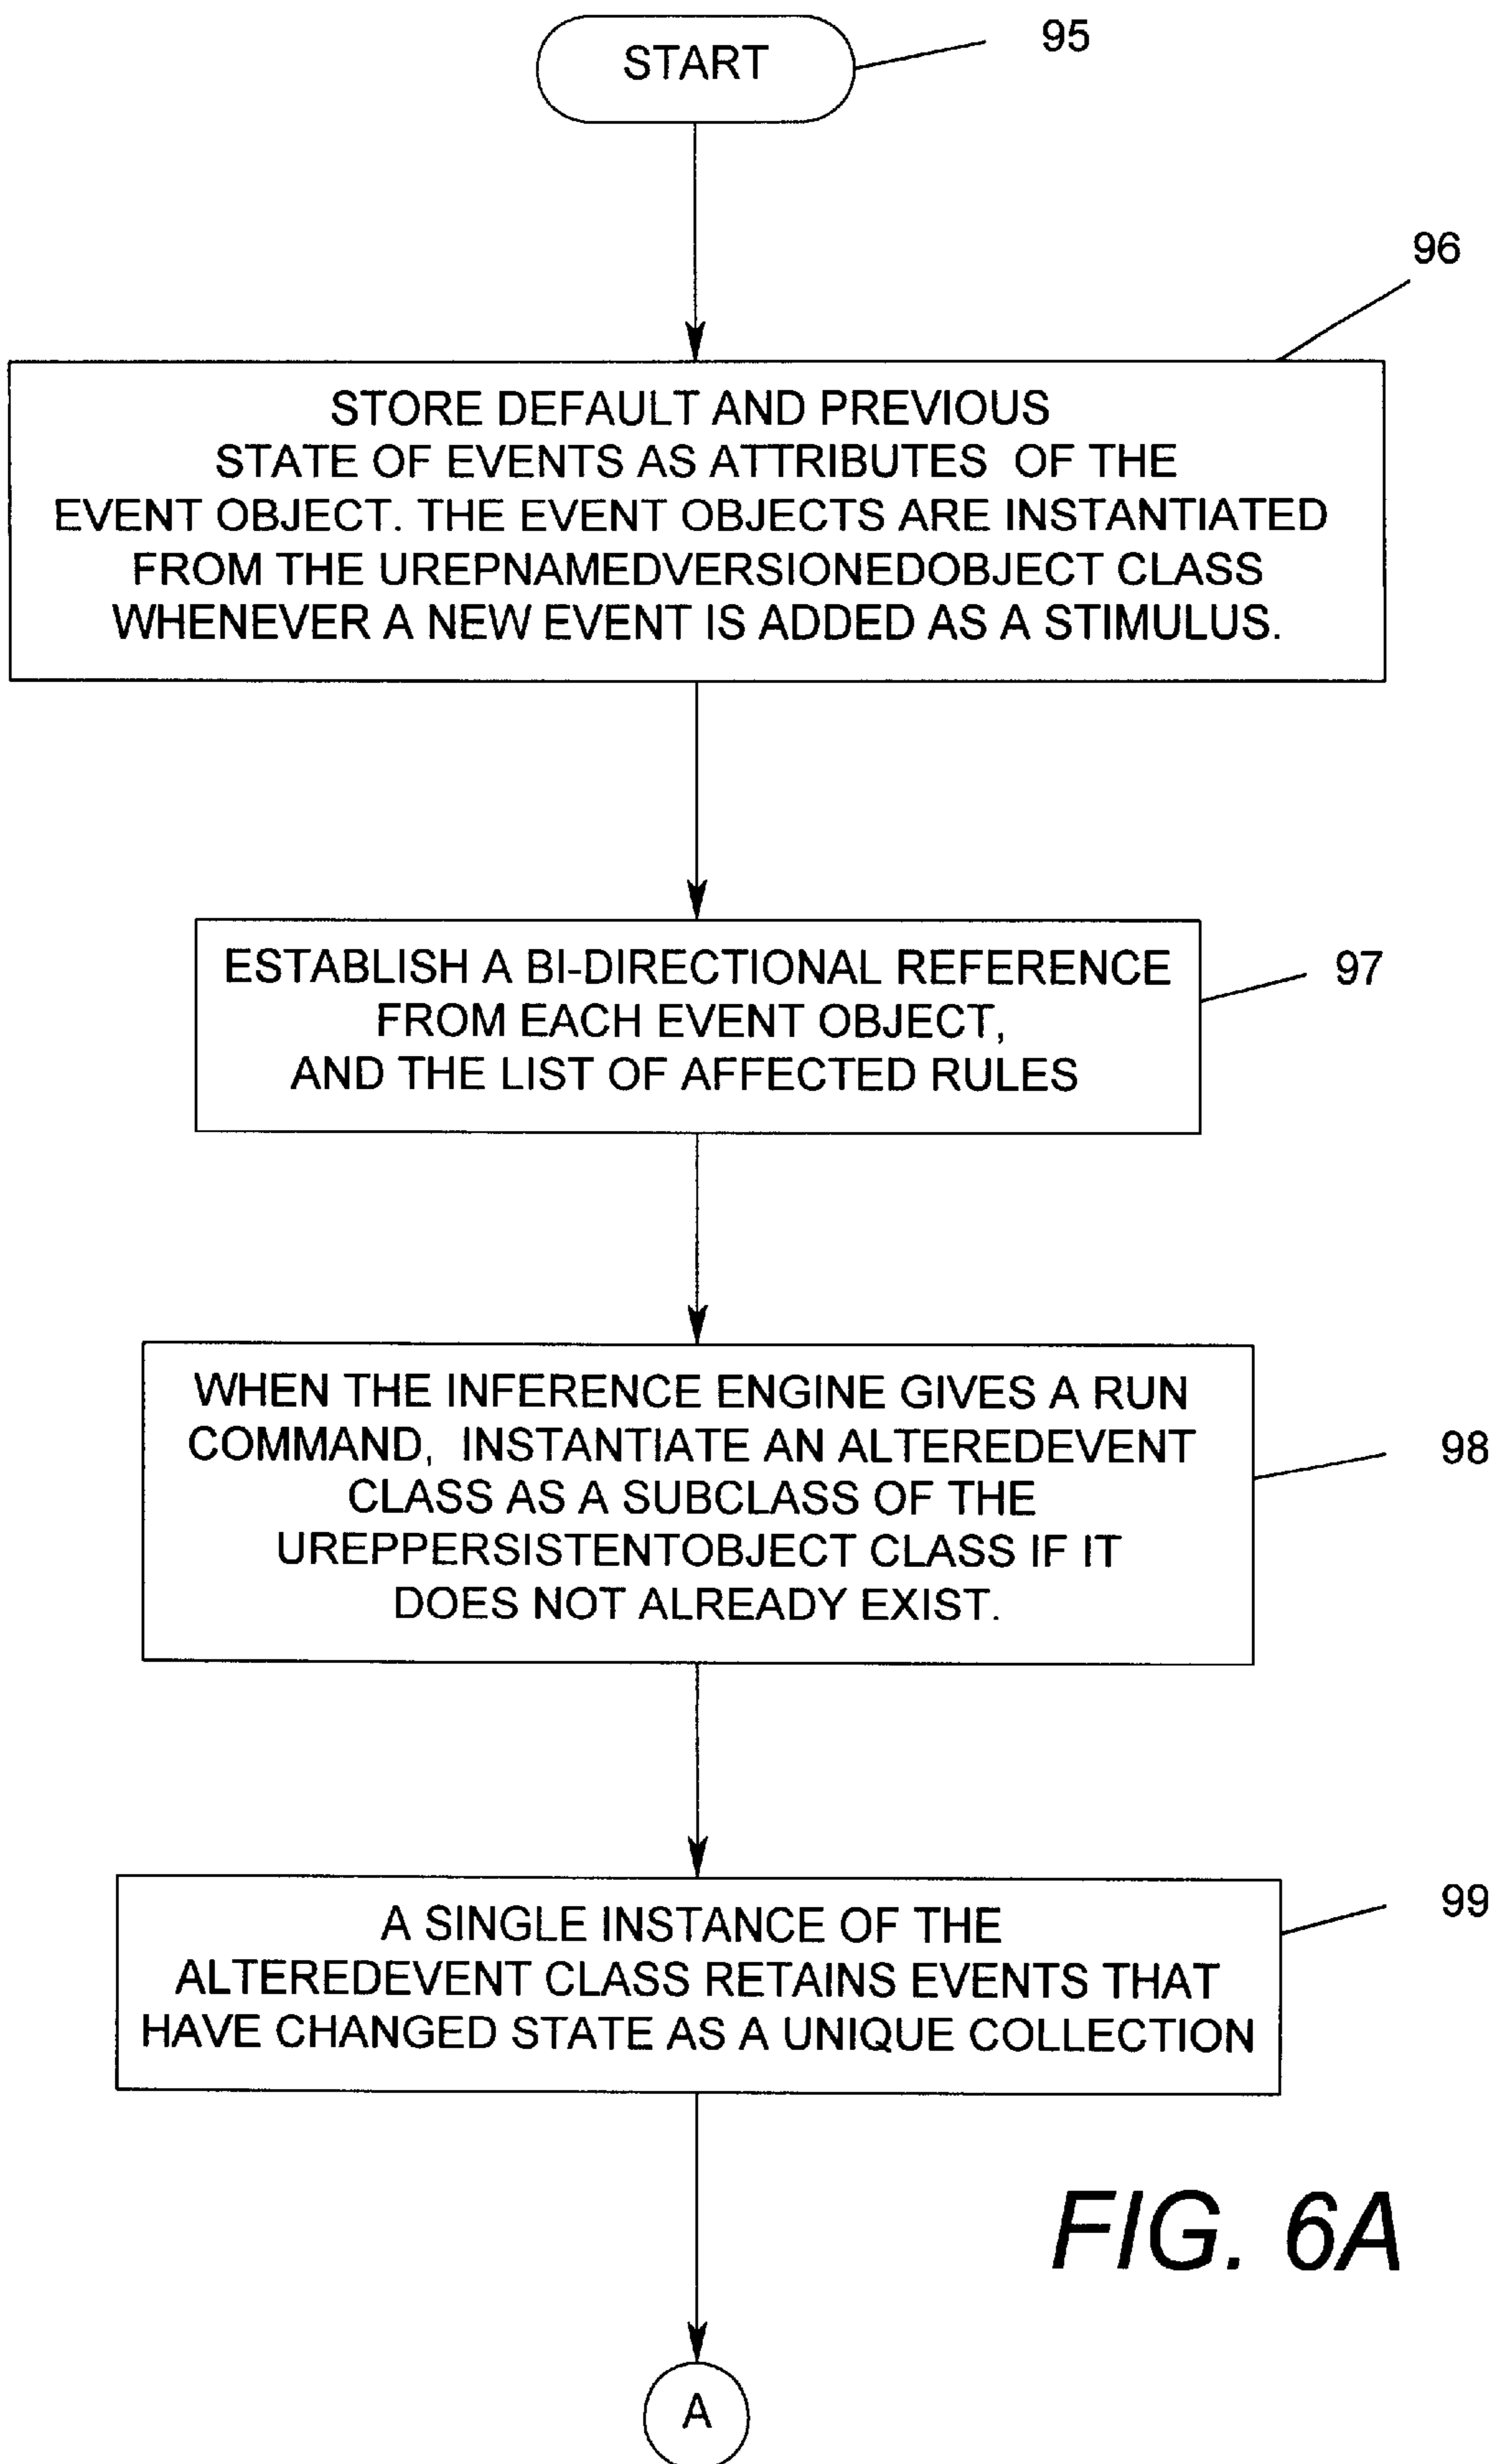 START
95
96
STORE DEFAULT AND PREVIOUS
STATE OF EVENTS AS ATTRIBUTES OF THE
EVENT OBJECT. THE EVENT OBJECTS ARE INSTANTIATED
FROM THE UREPNAMEDVERSIONEDOBJECT CLASS
WHENEVER A NEW EVENT IS ADDED AS A STIMULUS.
ESTABLISH A BI-DIRECTIONAL REFERENCE
FROM EACH EVENT OBJECT,
AND THE LIST OF AFFECTED RULES
97
WHEN THE INFERENCE ENGINE GIVES A RUN
COMMAND, INSTANTIATE AN ALTEREDEVENT
CLASS AS A SUBCLASS OF THE
UREPPERSISTENTOBJECT CLASS IF IT
DOES NOT ALREADY EXIST.
98
A SINGLE INSTANCE OF THE
ALTEREDEVENT CLASS RETAINS EVENTS THAT
HAVE CHANGED STATE AS A UNIQUE COLLECTION
99
FIG. 6A
A